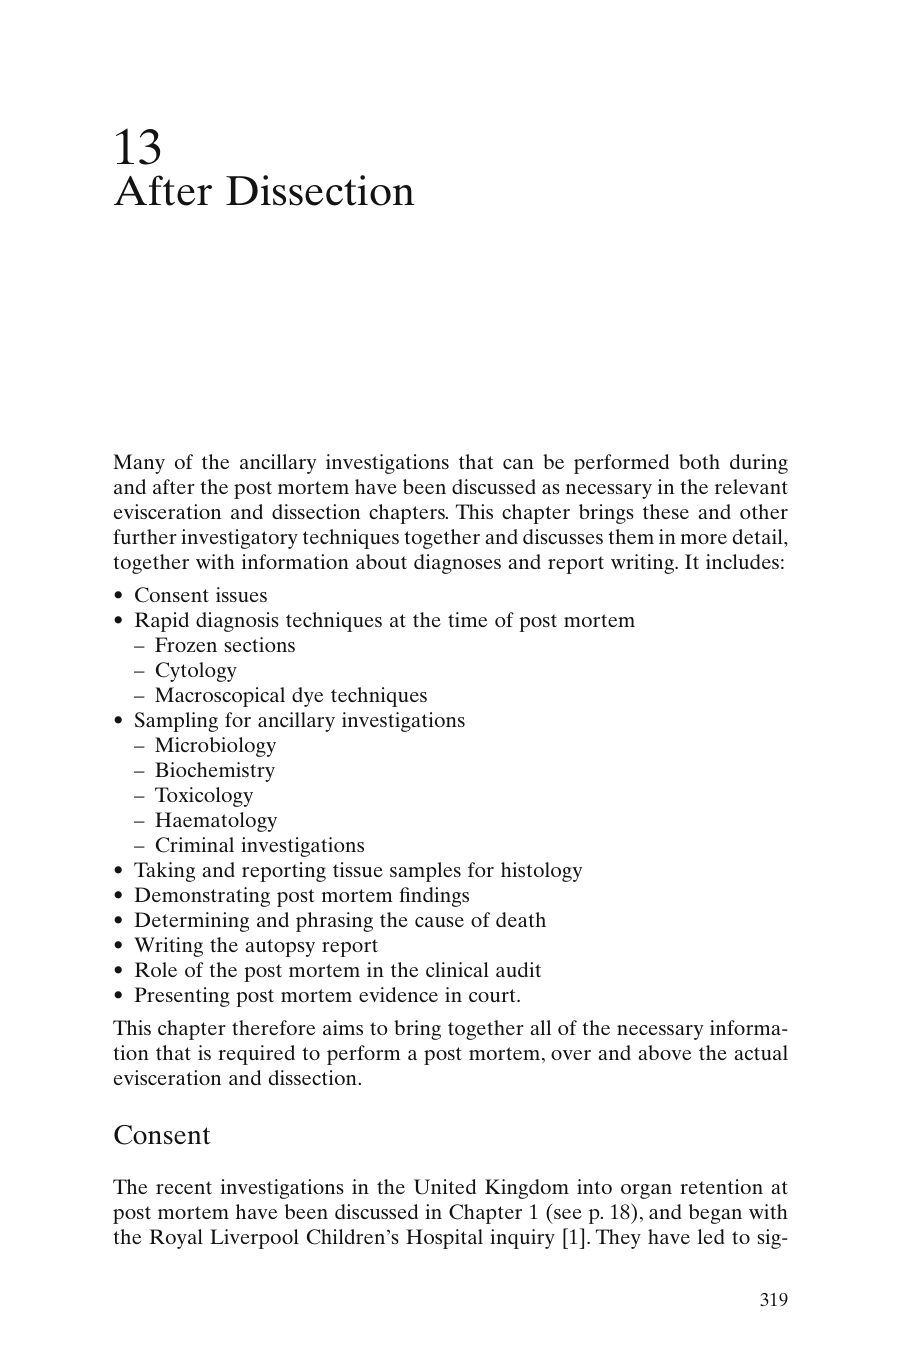 13
After Dissection
Many of the ancillary investigations that can be performed both during
and after the post mortem have been discussed as necessary in the relevant
evisceration and dissection chapters. This chapter brings these and other
further investigatory techniques together and discusses them in more detail,
together with information about diagnoses and report writing. It includes:
• Consent issues
• Rapid diagnosis techniques at the time of post mortem
– Frozen sections
– Cytology
– Macroscopical dye techniques
• Sampling for ancillary investigations
– Microbiology
– Biochemistry
– Toxicology
– Haematology
– Criminal investigations
• Taking and reporting tissue samples for histology
• Demonstrating post mortem findings
• Determining and phrasing the cause of death
• Writing the autopsy report
• Role of the post mortem in the clinical audit
• Presenting post mortem evidence in court.
This chapter therefore aims to bring together all of the necessary informa-
tion that is required to perform a post mortem, over and above the actual
evisceration and dissection.
Consent
The recent investigations in the United Kingdom into organ retention at
post mortem have been discussed in Chapter 1 (see p. 18), and began with
the Royal Liverpool Children's Hospital inquiry [1]. They have led to sig-
319